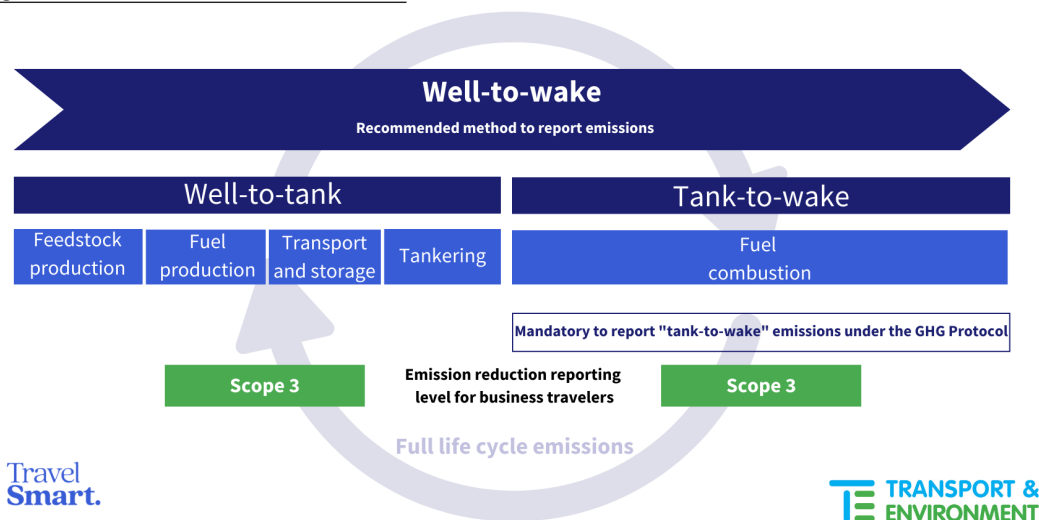 Well-to-wake
Recommended method to report emissions
Well-to-tank
Tank-to-wake
Feedstock
production
Fuel
production
Transport
and storage
Tankering
Fuel
combustion
Mandatory to report "tank-to-wake" emissions under the GHG Protocol
Scope 3
Emission reduction reporting
level for business travelers
Scope 3
Full life cycle emissions
Travel
Smart.
TRANSPORT &
ENVIRONMENT